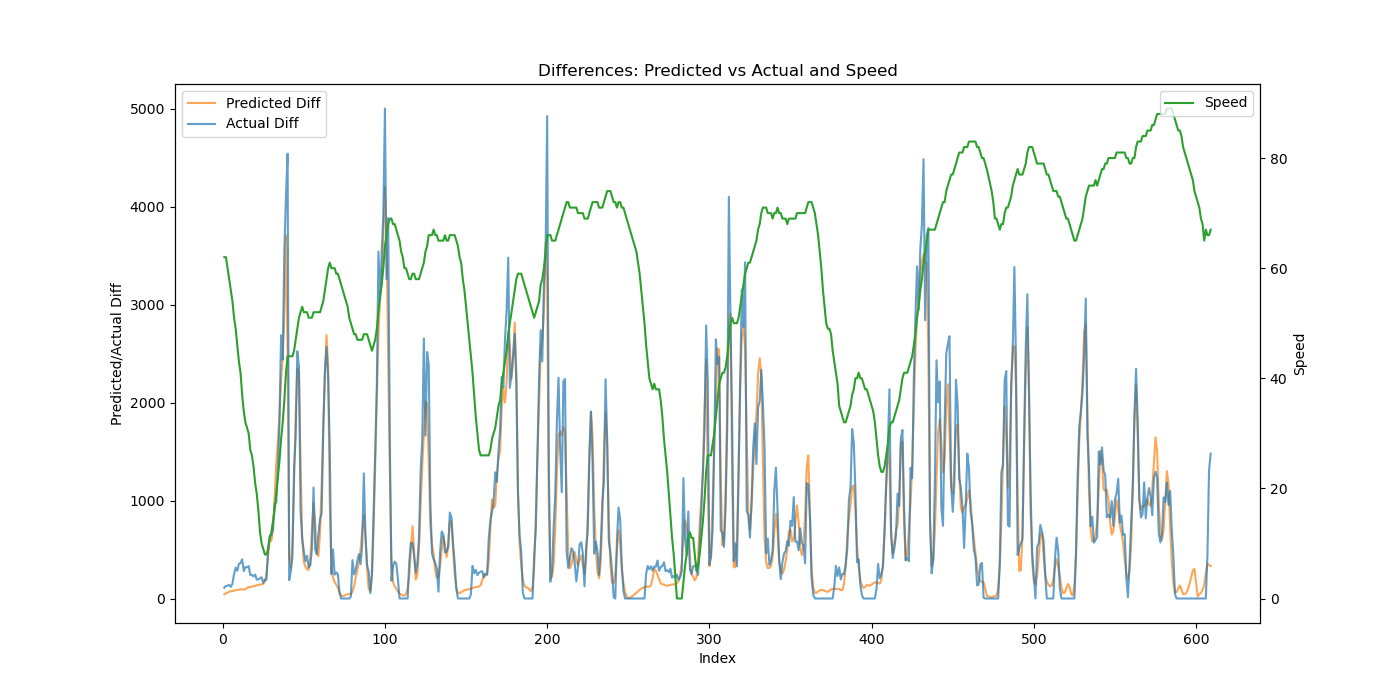 Differences: Predicted vs Actual and Speed
Predicted Diff
Actual Diff
Speed
5000
4000
3000
2000
1000
0
Predicted/Actual Diff
80
60
40
20
0
Speed
0 100 200 300 400 500 600
Index